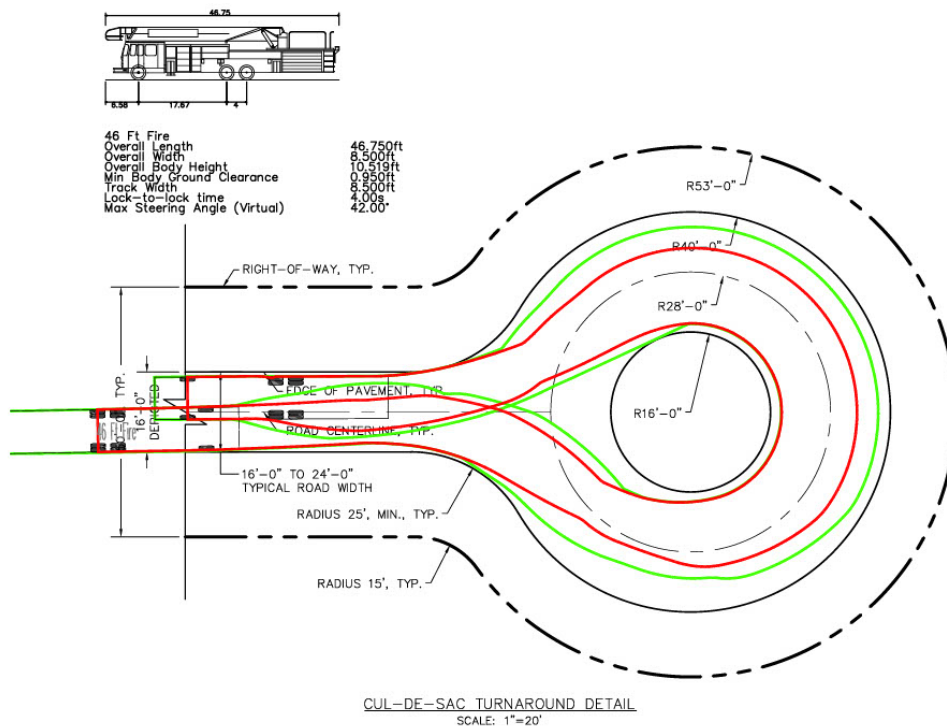 46.75
6.58
17.67
4
46 Ft Fire
Overall Length 46.750ft
Overall Width 8.500ft
Overall Body Height 10.519ft
Min Body Ground Clearance 0.950ft
Track Width 8.500ft
Lock-to-lock time 4.00s
Max Steering Angle (Virtual) 42.00°
RIGHT-OF-WAY, TYP.
R53'-0"
R40'-0"
R28'-0"
R16'-0"
TYP.
16'-0"
DEPICTED
EDGE OF PAVEMENT, TYP.
ROAD CENTERLINE, TYP.
46 Ft Fire
16'-0" TO 24'-0"
TYPICAL ROAD WIDTH
RADIUS 25', MIN., TYP.
RADIUS 15', TYP.
CUL-DE-SAC TURNAROUND DETAIL
SCALE: 1"=20'